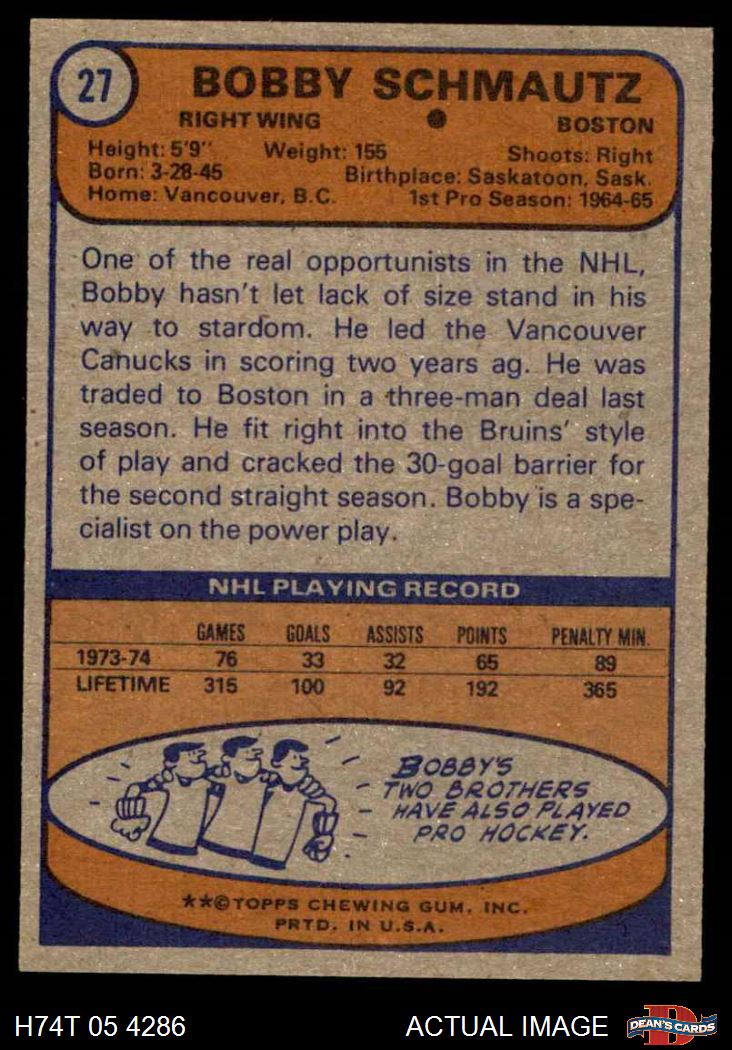 27
BOBBY SCHMAUTZ
RIGHT WING ● BOSTON
Height: 5'9" Weight: 155 Shoots: Right
Born: 3-28-45 Birthplace: Saskatoon, Sask.
Home: Vancouver, B.C. 1st Pro Season: 1964-65
One of the real opportunists in the NHL,
Bobby hasn't let lack of size stand in his
way to stardom. He led the Vancouver
Canucks in scoring two years ag. He was
traded to Boston in a three-man deal last
season. He fit right into the Bruins' style
of play and cracked the 30-goal barrier for
the second straight season. Bobby is a spe-
cialist on the power play.
NHL PLAYING RECORD
GAMES GOALS ASSISTS POINTS PENALTY MIN.
1973-74 76 33 32 65 89
LIFETIME 315 100 92 192 365
BOBBY'S
TWO BROTHERS
HAVE ALSO PLAYED
PRO HOCKEY.
★★©TOPPS CHEWING GUM, INC.
PRTD. IN U.S.A.
H74T 05 4286 ACTUAL IMAGE D DEAN'S CARDS